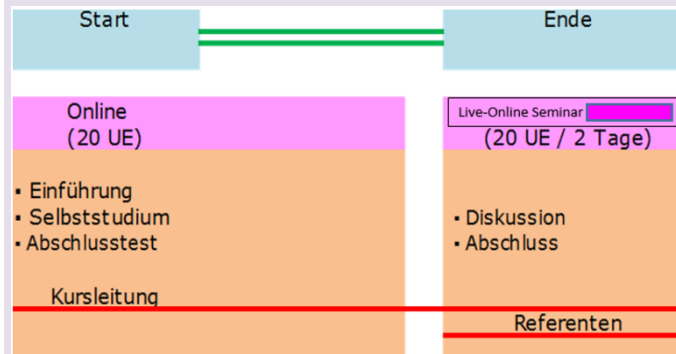 Start
Ende
Online
(20 UE)
Live-Online Seminar
(20 UE / 2 Tage)
▪ Einführung
▪ Selbststudium
▪ Abschlusstest
▪ Diskussion
▪ Abschluss
Kursleitung
Referenten